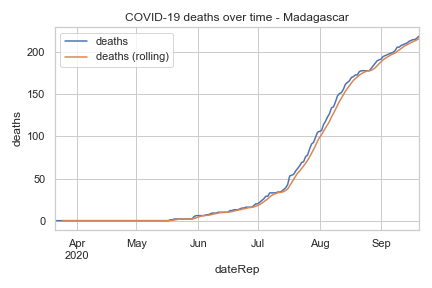 COVID-19 deaths over time - Madagascar
deaths
deaths (rolling)
deaths
200
150
100
50
0
Apr May Jun Jul Aug Sep
2020
dateRep